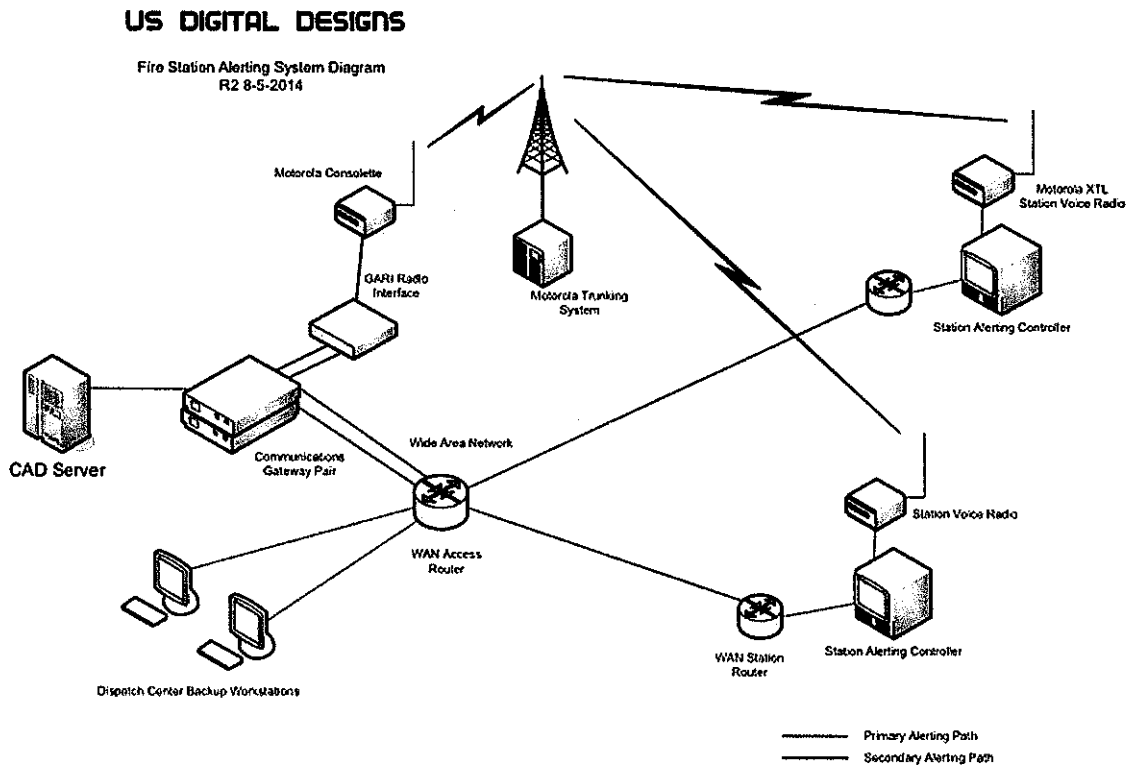 US DIGITAL DESIGNS
Fire Station Alerting System Diagram
R2 8-5-2014
Motorola Consolette
Motorola XTL
Station Voice Radio
GARI Radio
Interface
Motorola Trunking
System
Station Alerting Controller
CAD Server
Communications
Gateway Pair
Wide Area Network
Station Voice Radio
WAN Access
Router
WAN Station
Router
Station Alerting Controller
Dispatch Center Backup Workstations
Primary Alerting Path
Secondary Alerting Path